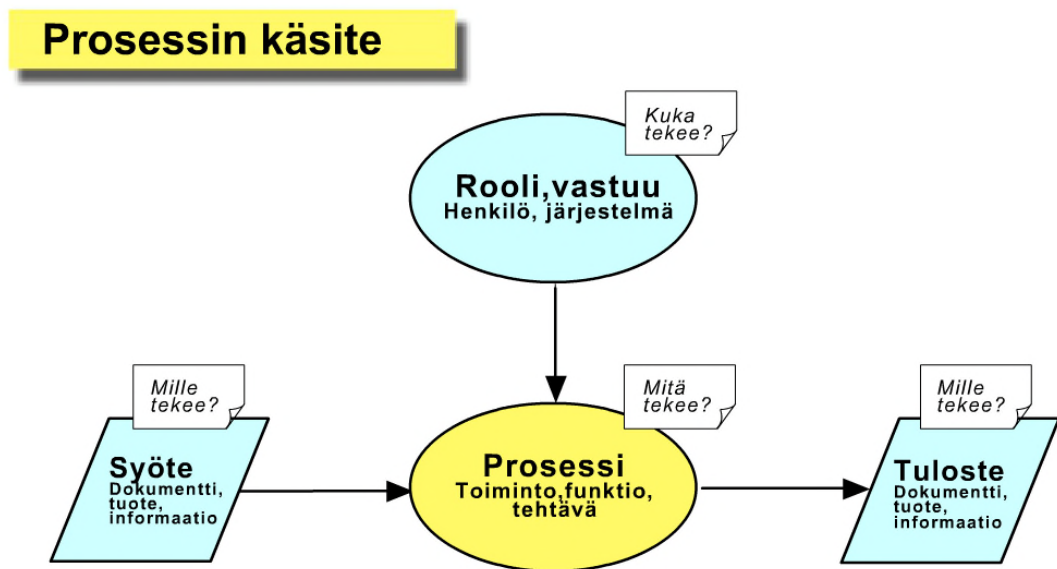 Prosessin käsite
Kuka
tekee?
Rooli,vastuu
Henkilö, järjestelmä
Mille
tekee?
Syöte
Dokumentti,
tuote,
informaatio
Mitä
tekee?
Prosessi
Toiminto,funktio,
tehtävä
Mille
tekee?
Tuloste
Dokumentti,
tuote,
informaatio